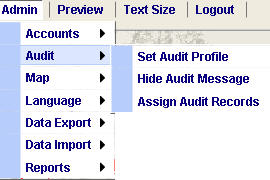 Admin Preview Text Size Logout
Accounts
Audit
Set Audit Profile
Map
Hide Audit Message
Language
Assign Audit Records
Data Export
Data Import
Reports